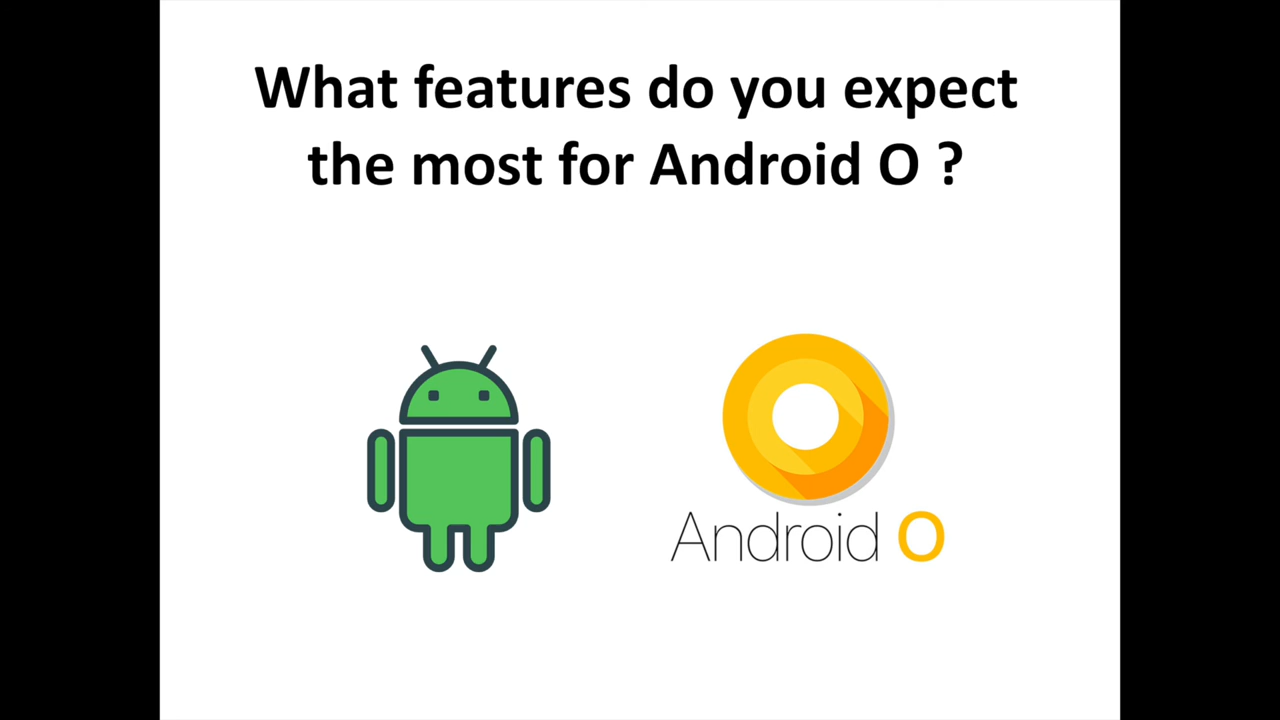 What features do you expect
the most for Android O ?
Android O